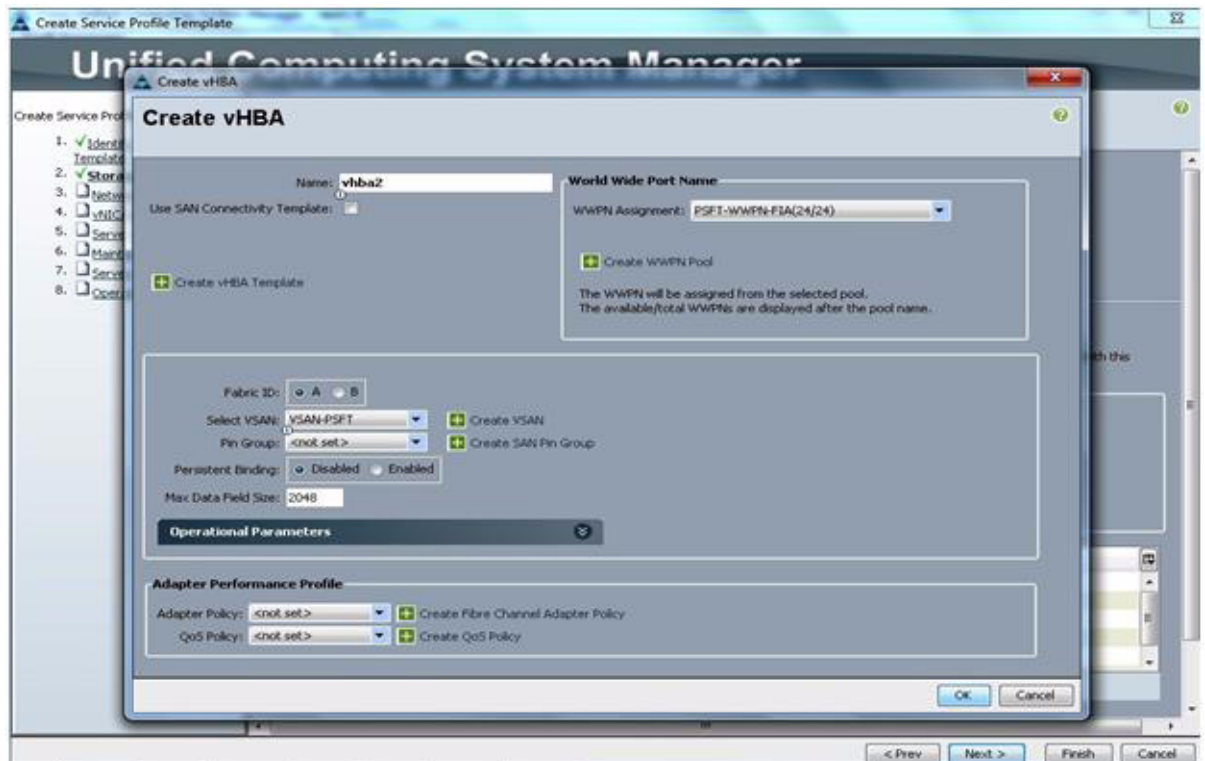 Create Service Profile Template
Unified Computing System Manager
Create vHBA
Create vHBA
Create Service Prof
1. Identi
Template
2. Stora
3. Netwo
4. vNIC/
5. Serve
6. Maint
7. Serve
8. Opera
Name: vhba2
Use SAN Connectivity Template:
Create vHBA Template
World Wide Port Name
WWPN Assignment: PSFT-WWPN-FIA(24/24)
Create WWPN Pool
The WWPN will be assigned from the selected pool.
The available/total WWPNs are displayed after the pool name.
th this
Fabric ID: A B
Select VSAN: VSAN-PSFT Create VSAN
Pin Group: <not set> Create SAN Pin Group
Persistent Binding: Disabled Enabled
Max Data Field Size: 2048
Operational Parameters
Adapter Performance Profile
Adapter Policy: <not set> Create Fibre Channel Adapter Policy
QoS Policy: <not set> Create QoS Policy
OK Cancel
< Prev Next > Finish Cancel